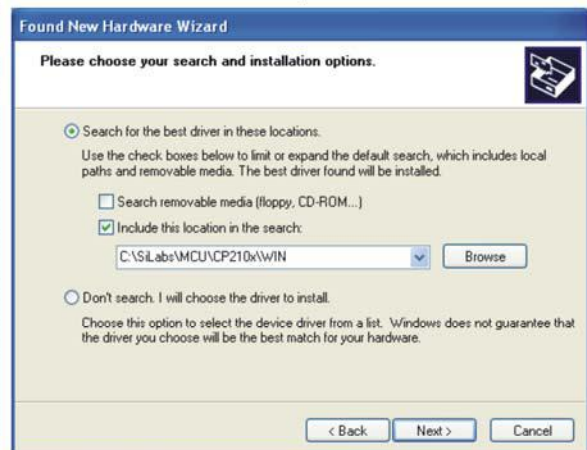 Found New Hardware Wizard
Please choose your search and installation options.
Search for the best driver in these locations.
Use the check boxes below to limit or expand the default search, which includes local
paths and removable media. The best driver found will be installed.
Search removable media (floppy, CD-ROM...)
Include this location in the search:
C:\SiLabs\MCU\CP210x\WIN
Browse
Don't search. I will choose the driver to install.
Choose this option to select the device driver from a list. Windows does not guarantee that
the driver you choose will be the best match for your hardware.
< Back Next > Cancel